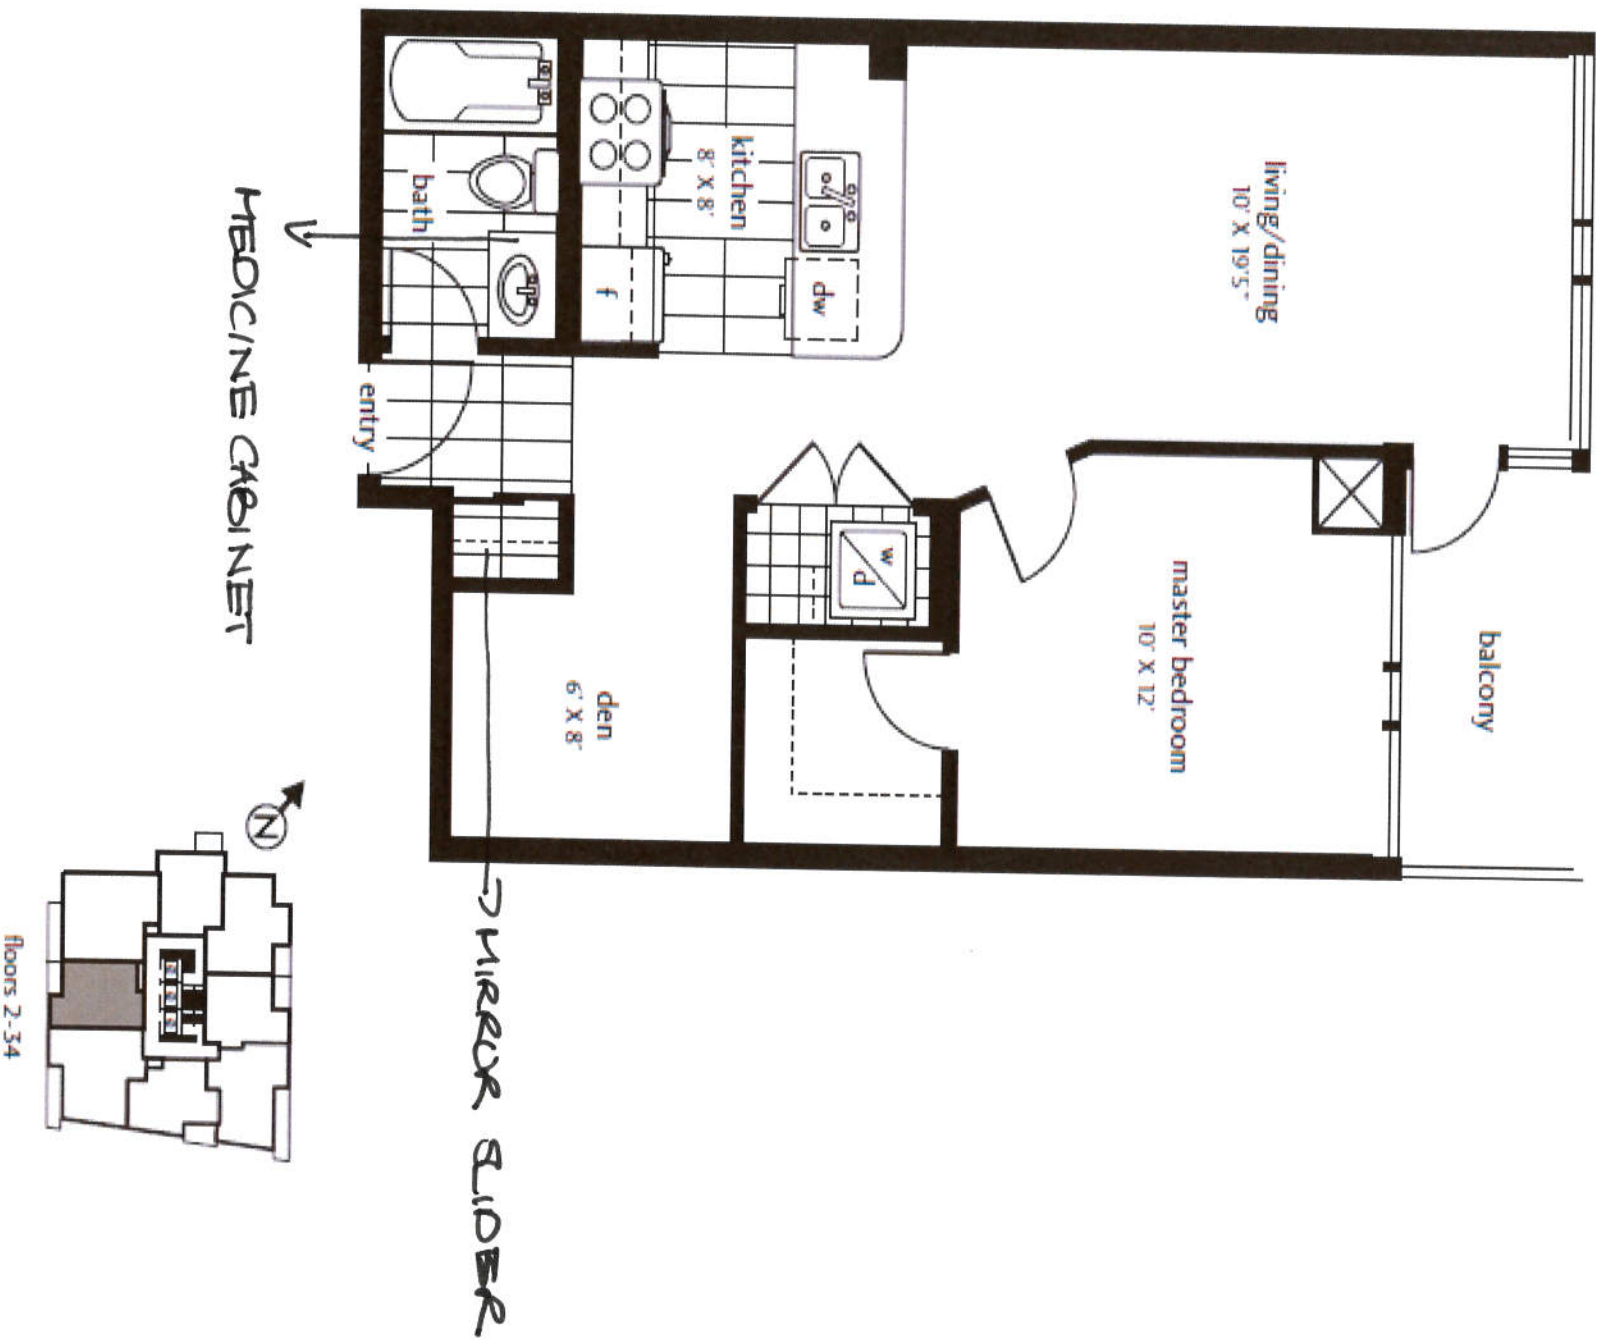 living/dining
10' X 19'5"
balcony
master bedroom
10' X 12'
kitchen
8' X 8'
dw
f
w
d
bath
den
6' X 8'
entry
MEDICINE CABINET
MIRROR SLIDER
N
floors 2-34